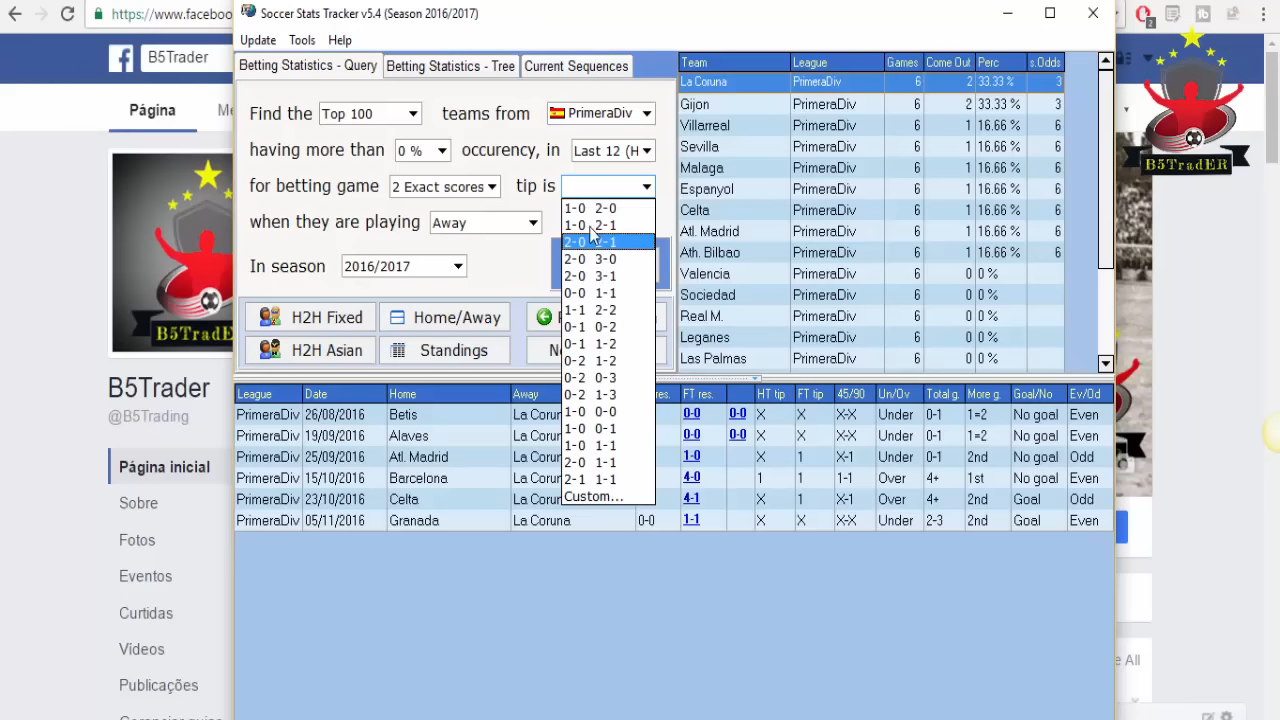 https://www.faceboo
Soccer Stats Tracker v5.4 (Season 2016/2017)
2
B5Trader
Página
Me
B5TradER
B5Trader
@B5Trading
Página inicial
Sobre
Fotos
Eventos
Curtidas
Vídeos
Publicações
Update Tools Help
Betting Statistics - Query Betting Statistics - Tree Current Sequences
Find the Top 100 teams from PrimeraDiv
having more than 0 % occurency, in Last 12 (H
for betting game 2 Exact scores tip is
when they are playing Away
In season 2016/2017
1-0 2-0
1-0 2-1
2-0 2-1
2-0 3-0
2-0 3-1
0-0 1-1
1-1 2-2
0-1 0-2
0-1 1-2
0-2 1-2
0-2 0-3
0-2 1-3
1-0 0-0
1-0 0-1
1-0 1-1
2-0 1-1
2-1 1-1
Custom...
H2H Fixed Home/Away
H2H Asian Standings
Team League Games Come Out Perc s.Odds
La Coruna PrimeraDiv 6 2 33.33 % 3
Gijon PrimeraDiv 6 2 33.33 % 3
Villarreal PrimeraDiv 6 1 16.66 % 6
Sevilla PrimeraDiv 6 1 16.66 % 6
Malaga PrimeraDiv 6 1 16.66 % 6
Espanyol PrimeraDiv 6 1 16.66 % 6
Celta PrimeraDiv 6 1 16.66 % 6
Atl. Madrid PrimeraDiv 6 1 16.66 % 6
Ath. Bilbao PrimeraDiv 6 1 16.66 % 6
Valencia PrimeraDiv 6 0 0 %
Sociedad PrimeraDiv 6 0 0 %
Real M. PrimeraDiv 6 0 0 %
Leganes PrimeraDiv 6 0 0 %
Las Palmas PrimeraDiv 6 0 0 %
League Date Home Away res. FT res. HT tip FT tip 45/90 Un/Ov Total g. More g. Goal/No Ev/Od
PrimeraDiv 26/08/2016 Betis La Coru 0-0 0-0 X X X-X Under 0-1 1=2 No goal Even
PrimeraDiv 19/09/2016 Alaves La Coru 0-0 0-0 X X X-X Under 0-1 1=2 No goal Even
PrimeraDiv 25/09/2016 Atl. Madrid La Coru 1-0 X 1 X-1 Under 0-1 2nd No goal Odd
PrimeraDiv 15/10/2016 Barcelona La Coru 4-0 1 1 1-1 Over 4+ 1st No goal Even
PrimeraDiv 23/10/2016 Celta La Coru 4-1 X 1 X-1 Over 4+ 2nd Goal Odd
PrimeraDiv 05/11/2016 Granada La Coruna 0-0 1-1 X X X-X Under 2-3 2nd Goal Even
B5TradER
e All